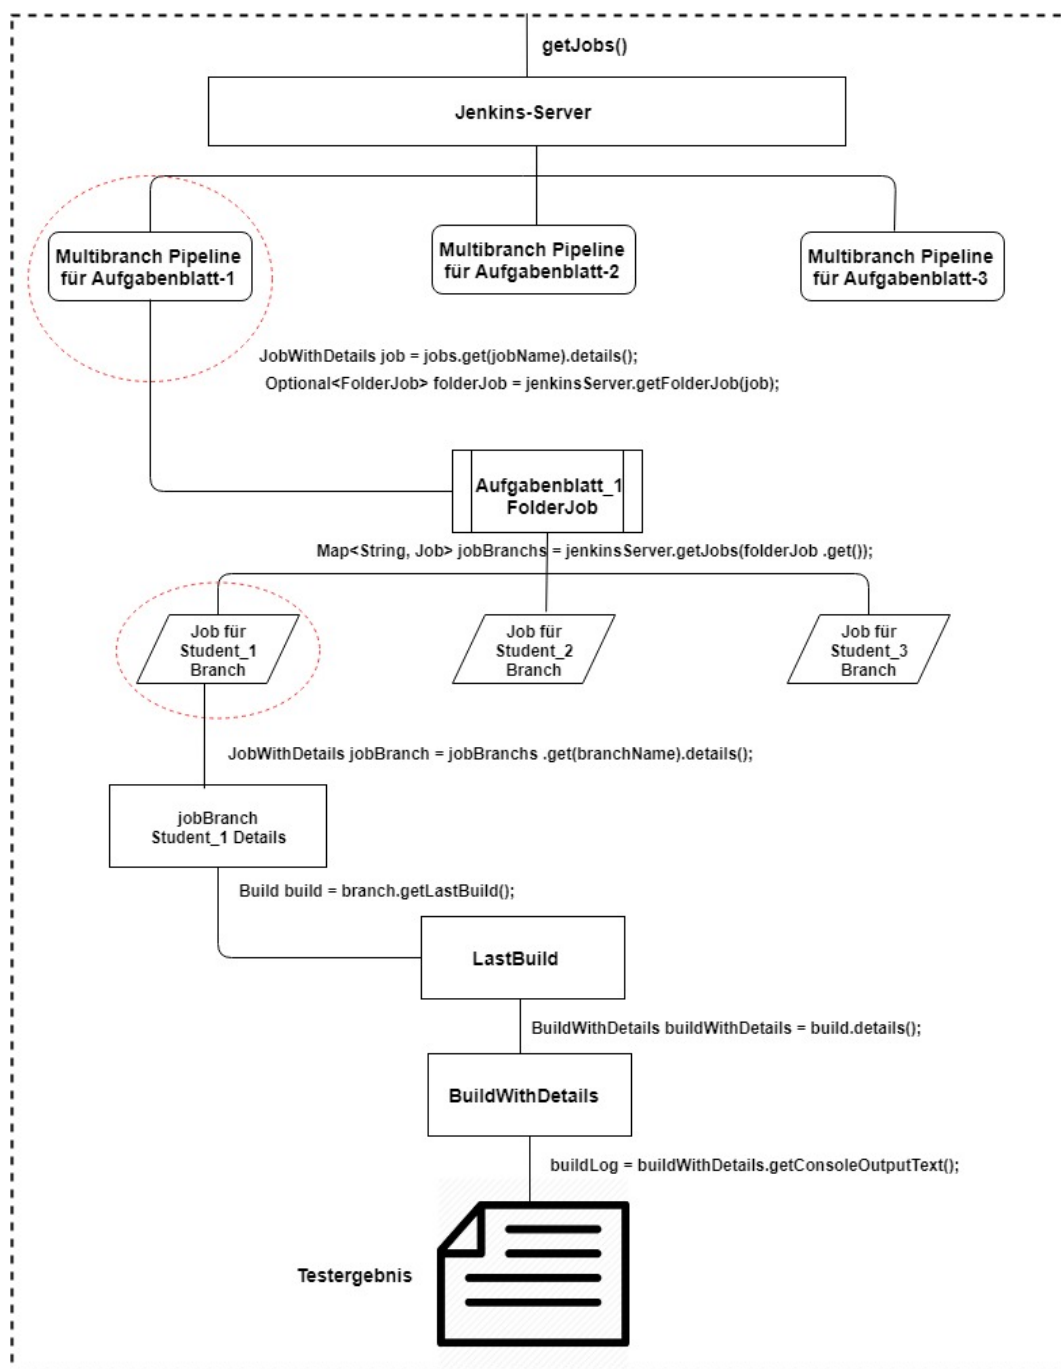 getJobs()
Jenkins-Server
Multibranch Pipeline
für Aufgabenblatt-1
Multibranch Pipeline
für Aufgabenblatt-2
Multibranch Pipeline
für Aufgabenblatt-3
JobWithDetails job = jobs.get(jobName).details();
Optional<FolderJob> folderJob = jenkinsServer.getFolderJob(job);
Aufgabenblatt_1
FolderJob
Map<String, Job> jobBranchs = jenkinsServer.getJobs(folderJob .get());
Job für
Student_1
Branch
Job für
Student_2
Branch
Job für
Student_3
Branch
JobWithDetails jobBranch = jobBranchs .get(branchName).details();
jobBranch
Student_1 Details
Build build = branch.getLastBuild();
LastBuild
BuildWithDetails buildWithDetails = build.details();
BuildWithDetails
buildLog = buildWithDetails.getConsoleOutputText();
Testergebnis